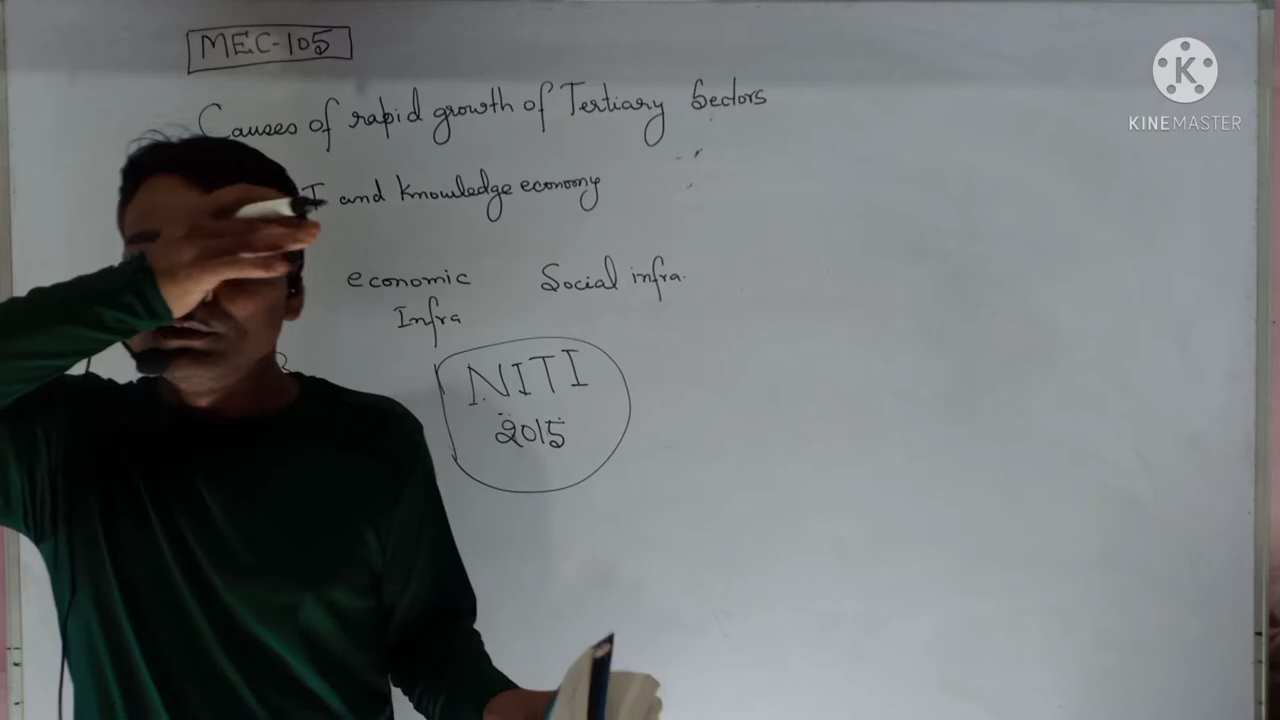 MEC-105
Causes of rapid growth of Tertiary Sectors
and knowledge economy
economic Social infra.
Infra
NITI
2015
K
KINEMASTER